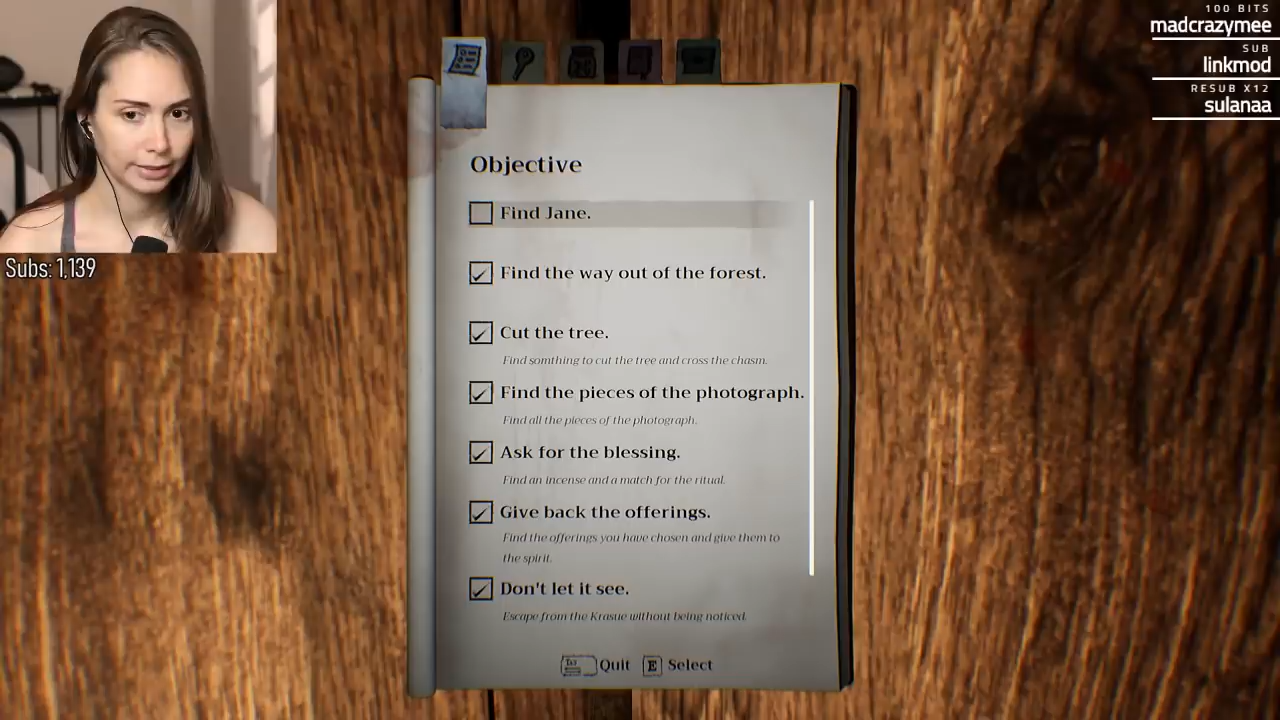 100 BITS
madcrazymee
SUB
linkmod
RESUB X12
sulanaa
Subs: 1,139
Objective
Find Jane.
Find the way out of the forest.
Cut the tree.
Find somthing to cut the tree and cross the chasm.
Find the pieces of the photograph.
Find all the pieces of the photograph.
Ask for the blessing.
Find an incense and a match for the ritual.
Give back the offerings.
Find the offerings you have chosen and give them to
the spirit.
Don't let it see.
Escape from the Krasue without being noticed.
Tab Quit E Select